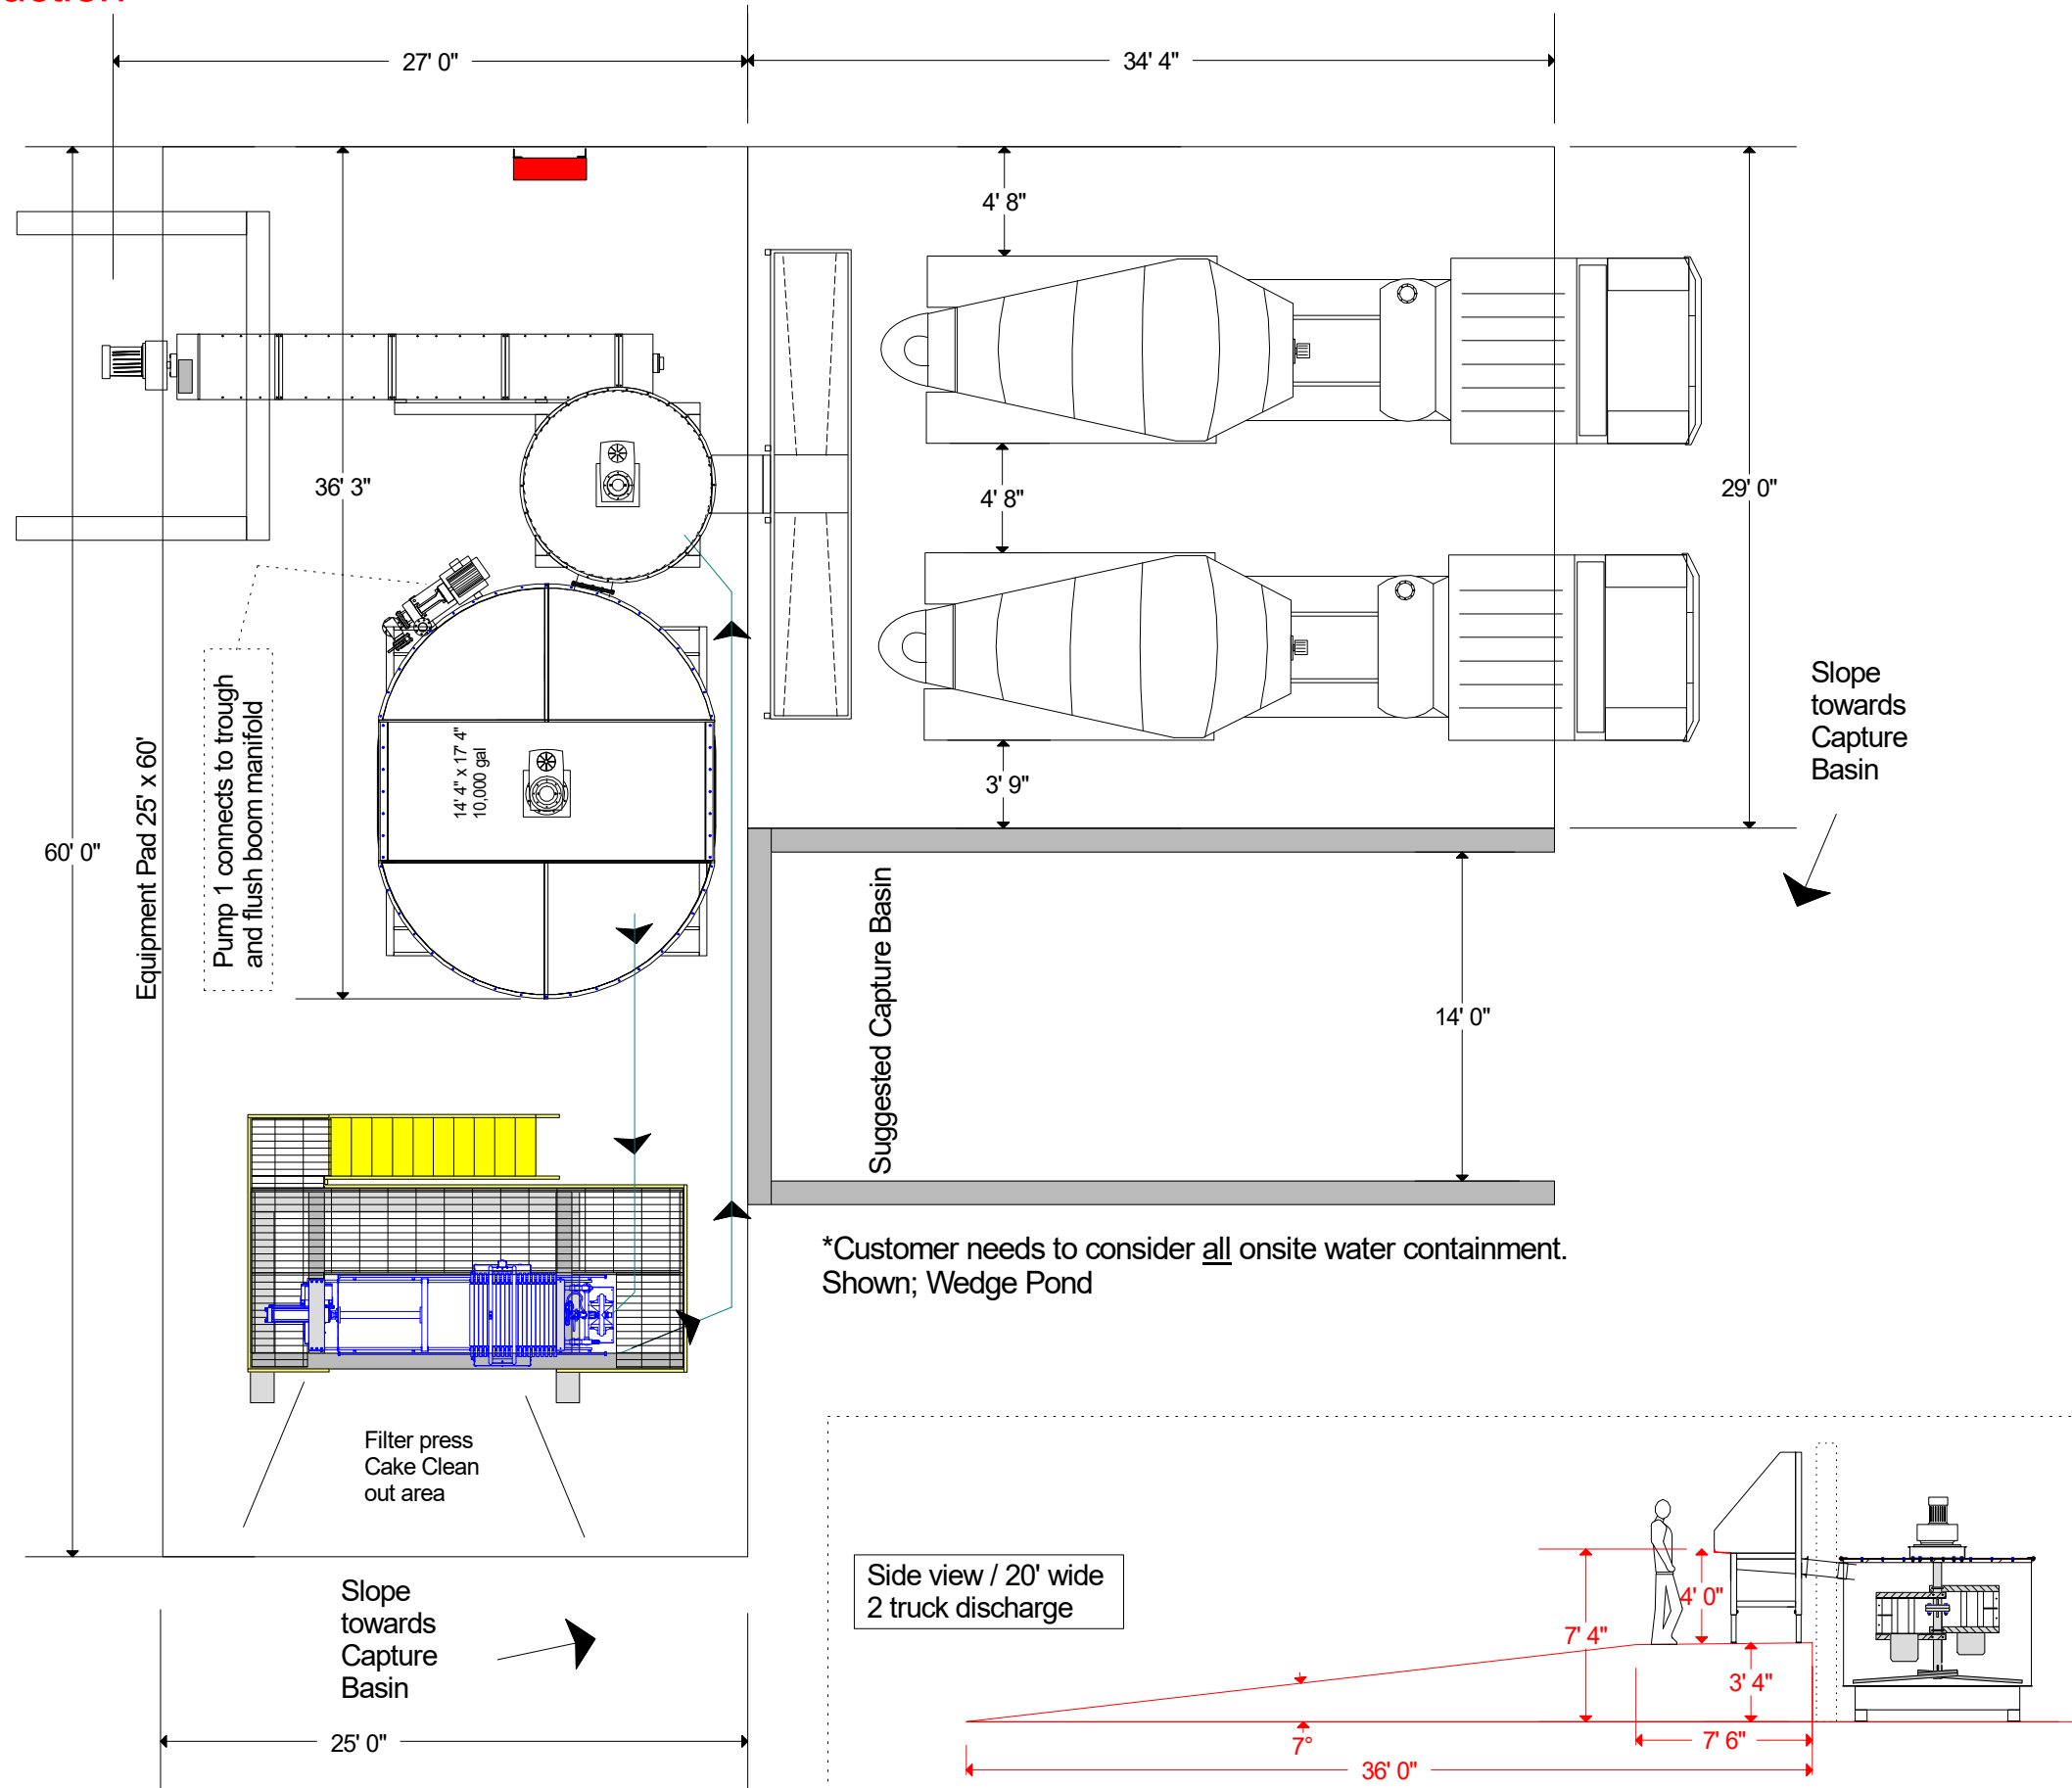 27' 0"
34' 4"
4' 8"
36' 3"
4' 8"
29' 0"
Slope
towards
Capture
Basin
Pump 1 connects to trough
and flush boom manifold
14' 4" x 17' 4"
10,000 gal
3' 9"
60' 0"
Equipment Pad 25' x 60'
Suggested Capture Basin
14' 0"
*Customer needs to consider all onsite water containment.
Shown; Wedge Pond
Filter press
Cake Clean
out area
Side view / 20' wide
2 truck discharge
Slope
towards
Capture
Basin
4' 0"
7' 4"
3' 4"
7' 6"
7°
36' 0"
25' 0"